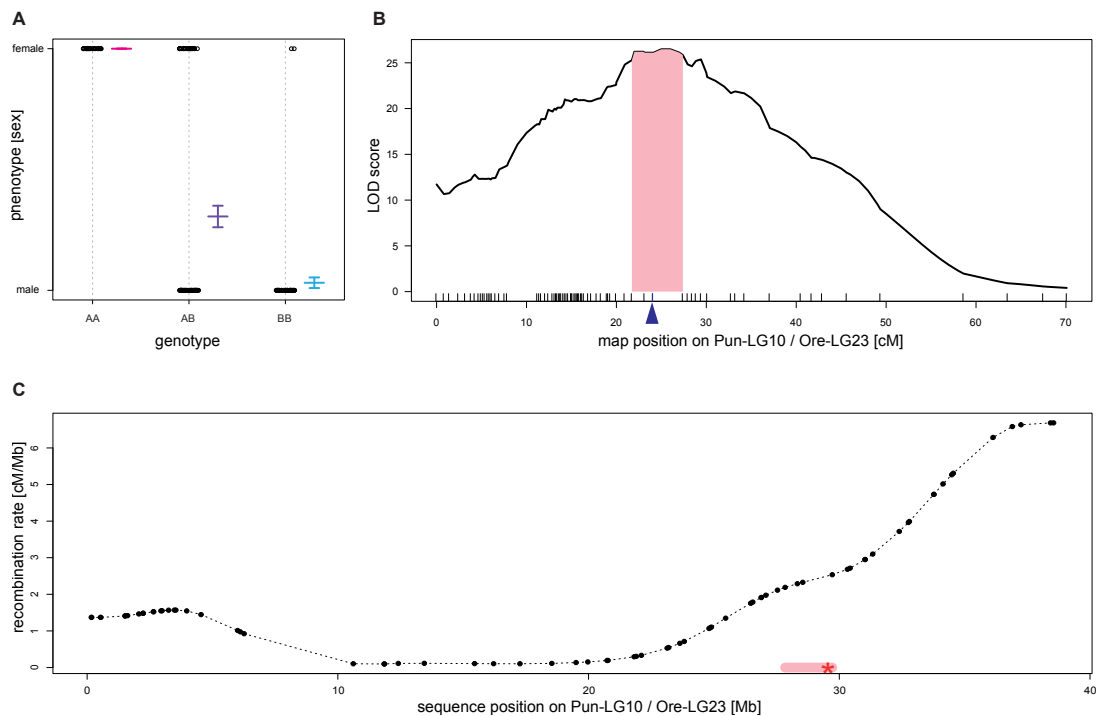 A
phenotype [sex]
female
male
AA
AB
BB
genotype
B
LOD score
25
20
15
10
5
0
0
10
20
30
40
50
60
70
map position on Pun-LG10 / Ore-LG23 [cM]
C
recombination rate [cM/Mb]
6
5
4
3
2
1
0
0
10
20
30
40
*
sequence position on Pun-LG10 / Ore-LG23 [Mb]